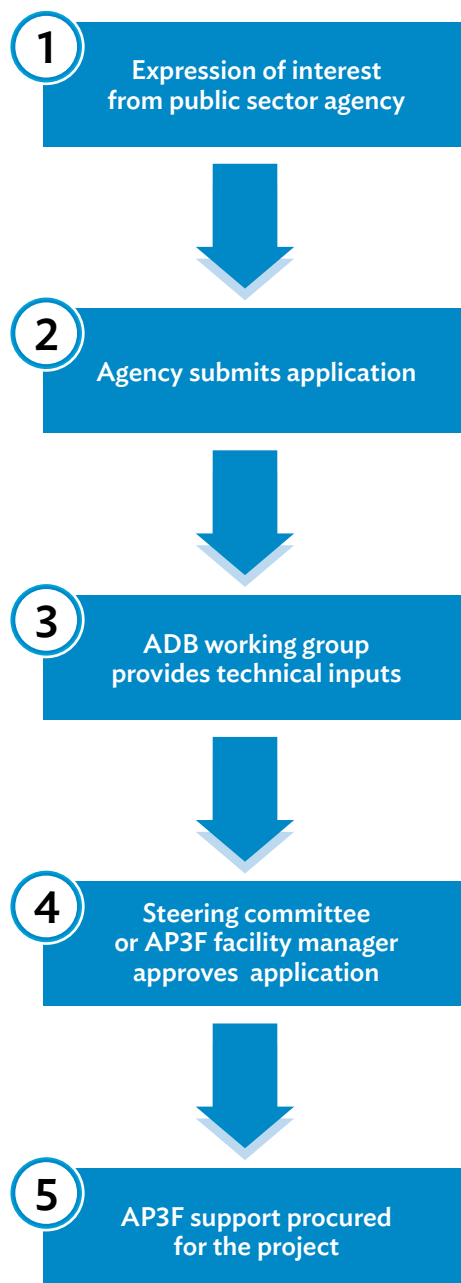 1
Expression of interest
from public sector agency
2
Agency submits application
3
ADB working group
provides technical inputs
4
Steering committee
or AP3F facility manager
approves application
5
AP3F support procured
for the project